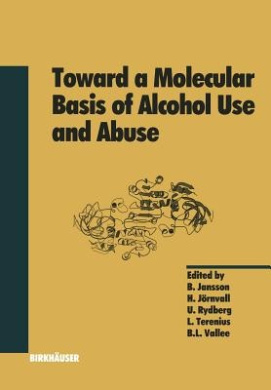 Toward a Molecular
Basis of Alcohol Use
and Abuse
Edited by
B. Jansson
H. Jörnvall
U. Rydberg
L. Terenius
B.L. Vallee
BIRKHÄUSER